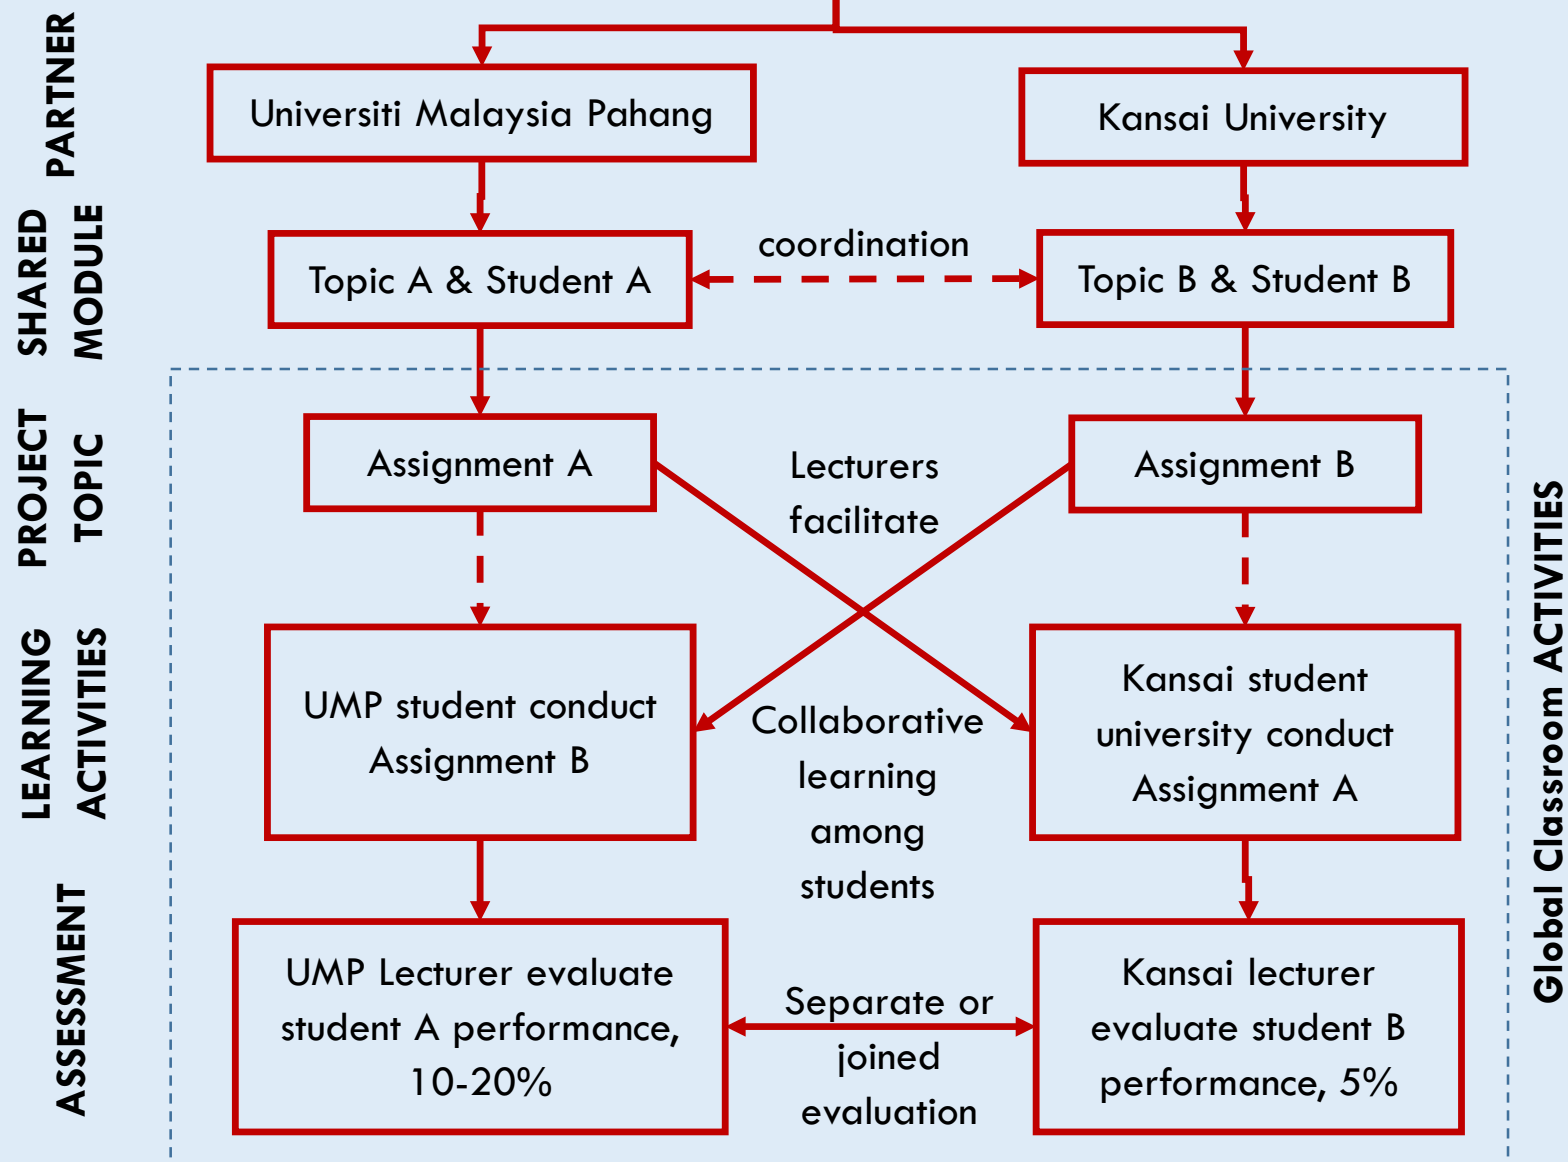 PARTNER
Universiti Malaysia Pahang
Kansai University
SHARED
MODULE
Topic A & Student A
coordination
Topic B & Student B
PROJECT
TOPIC
Assignment A
Lecturers
facilitate
Assignment B
LEARNING
ACTIVITIES
UMP student conduct
Assignment B
Collaborative
learning
among
students
Kansai student
university conduct
Assignment A
ASSESSMENT
UMP Lecturer evaluate
student A performance,
10-20%
Separate or
joined
evaluation
Kansai lecturer
evaluate student B
performance, 5%
Global Classroom ACTIVITIES